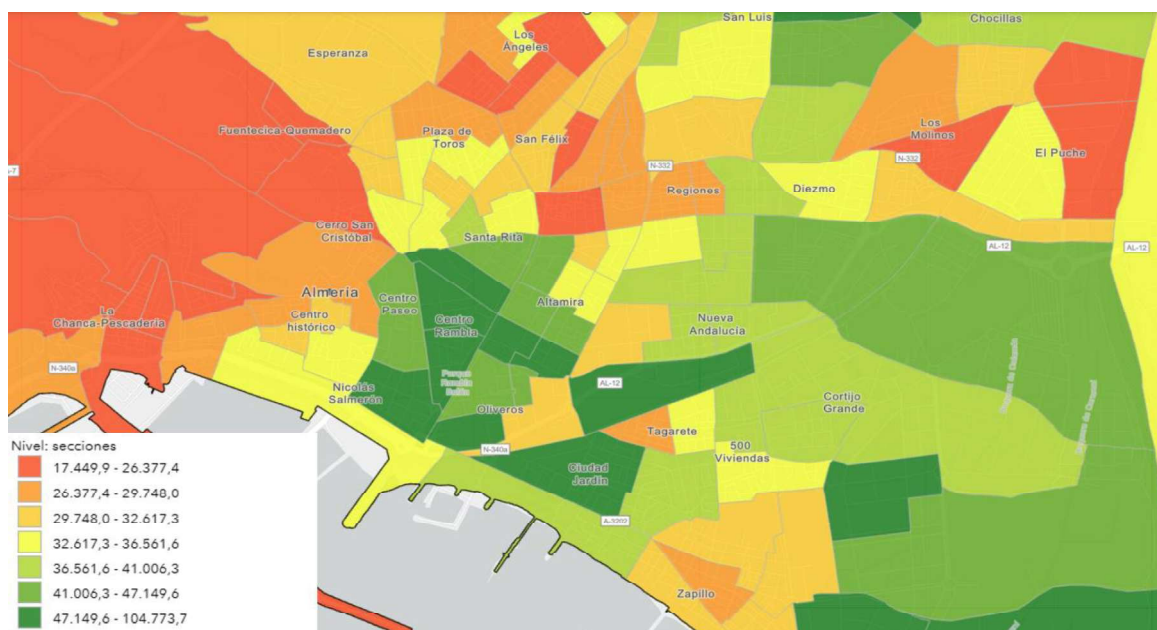 San Luis
Chocillas
Los
Ángeles
Esperanza
Fuentecica-Quemadero
Plaza de
Toros
San Félix
Los
Molinos
N-332
N-332
El Puche
Regiones
Diezmo
Cerro San
Cristóbal
Santa Rita
AL-12
AL-12
Almería
Centro
histórico
Centro
Paseo
Altamira
La
Chanca-Pescadería
Centro
Rambla
Nueva
Andalucía
N-340a
Nicolás
Salmerón
Parque
Rambla
Belén
AL-12
Oliveros
Cortijo
Grande
Tagarete
N-340a
500
Viviendas
Ciudad
Jardín
A-3202
Zapillo
Nivel: secciones
17.449,9 - 26.377,4
26.377,4 - 29.748,0
29.748,0 - 32.617,3
32.617,3 - 36.561,6
36.561,6 - 41.006,3
41.006,3 - 47.149,6
47.149,6 - 104.773,7